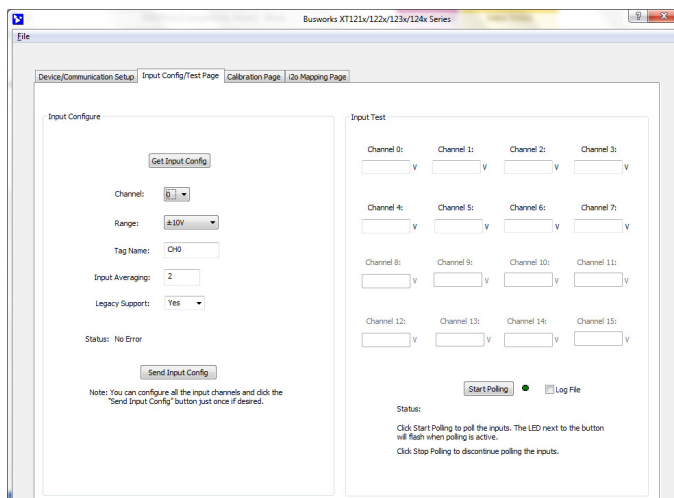 Busworks XT121x/122x/123x/124x Series
File
Device/Communication Setup Input Config/Test Page Calibration Page i2o Mapping Page
Input Configure
Get Input Config
Channel: 0
Range: ±10V
Tag Name: CH0
Input Averaging: 2
Legacy Support: Yes
Status: No Error
Send Input Config
Note: You can configure all the input channels and click the
"Send Input Config" button just once if desired.
Input Test
Channel 0: Channel 1: Channel 2: Channel 3:
V V V V
Channel 4: Channel 5: Channel 6: Channel 7:
V V V V
Channel 8: Channel 9: Channel 10: Channel 11:
V V V V
Channel 12: Channel 13: Channel 14: Channel 15:
V V V V
Start Polling Log File
Status:
Click Start Polling to poll the inputs. The LED next to the button
will flash when polling is active.
Click Stop Polling to discontinue polling the inputs.